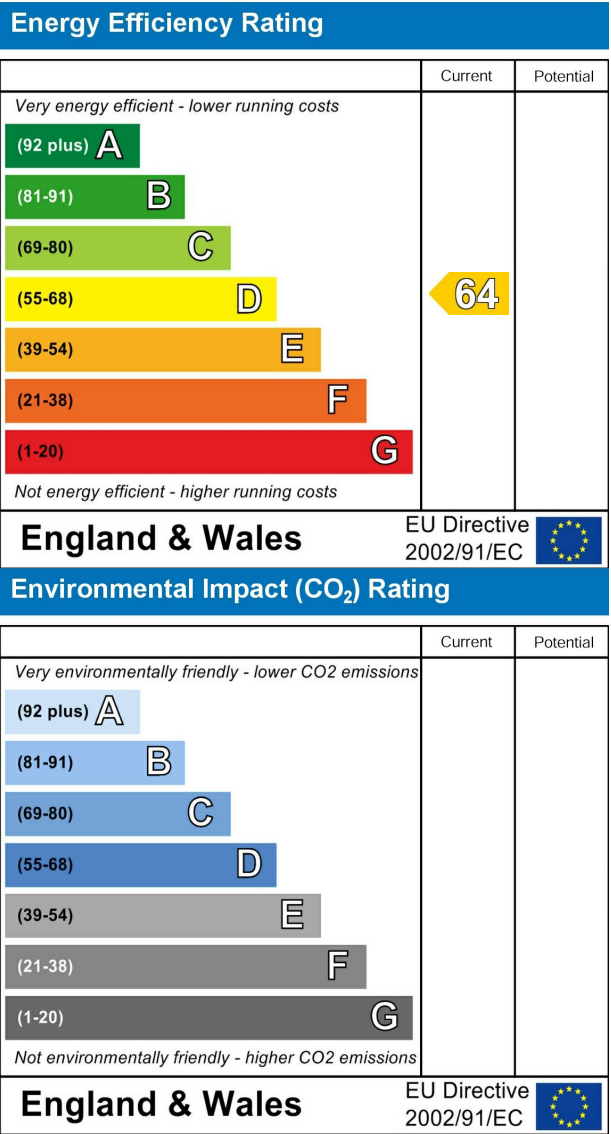 Energy Efficiency Rating
Current Potential
Very energy efficient - lower running costs
(92 plus) A
(81-91) B
(69-80) C
(55-68) D 64
(39-54) E
(21-38) F
(1-20) G
Not energy efficient - higher running costs
England & Wales EU Directive
2002/91/EC
Environmental Impact (CO₂) Rating
Current Potential
Very environmentally friendly - lower CO2 emissions
(92 plus) A
(81-91) B
(69-80) C
(55-68) D
(39-54) E
(21-38) F
(1-20) G
Not environmentally friendly - higher CO2 emissions
England & Wales EU Directive
2002/91/EC